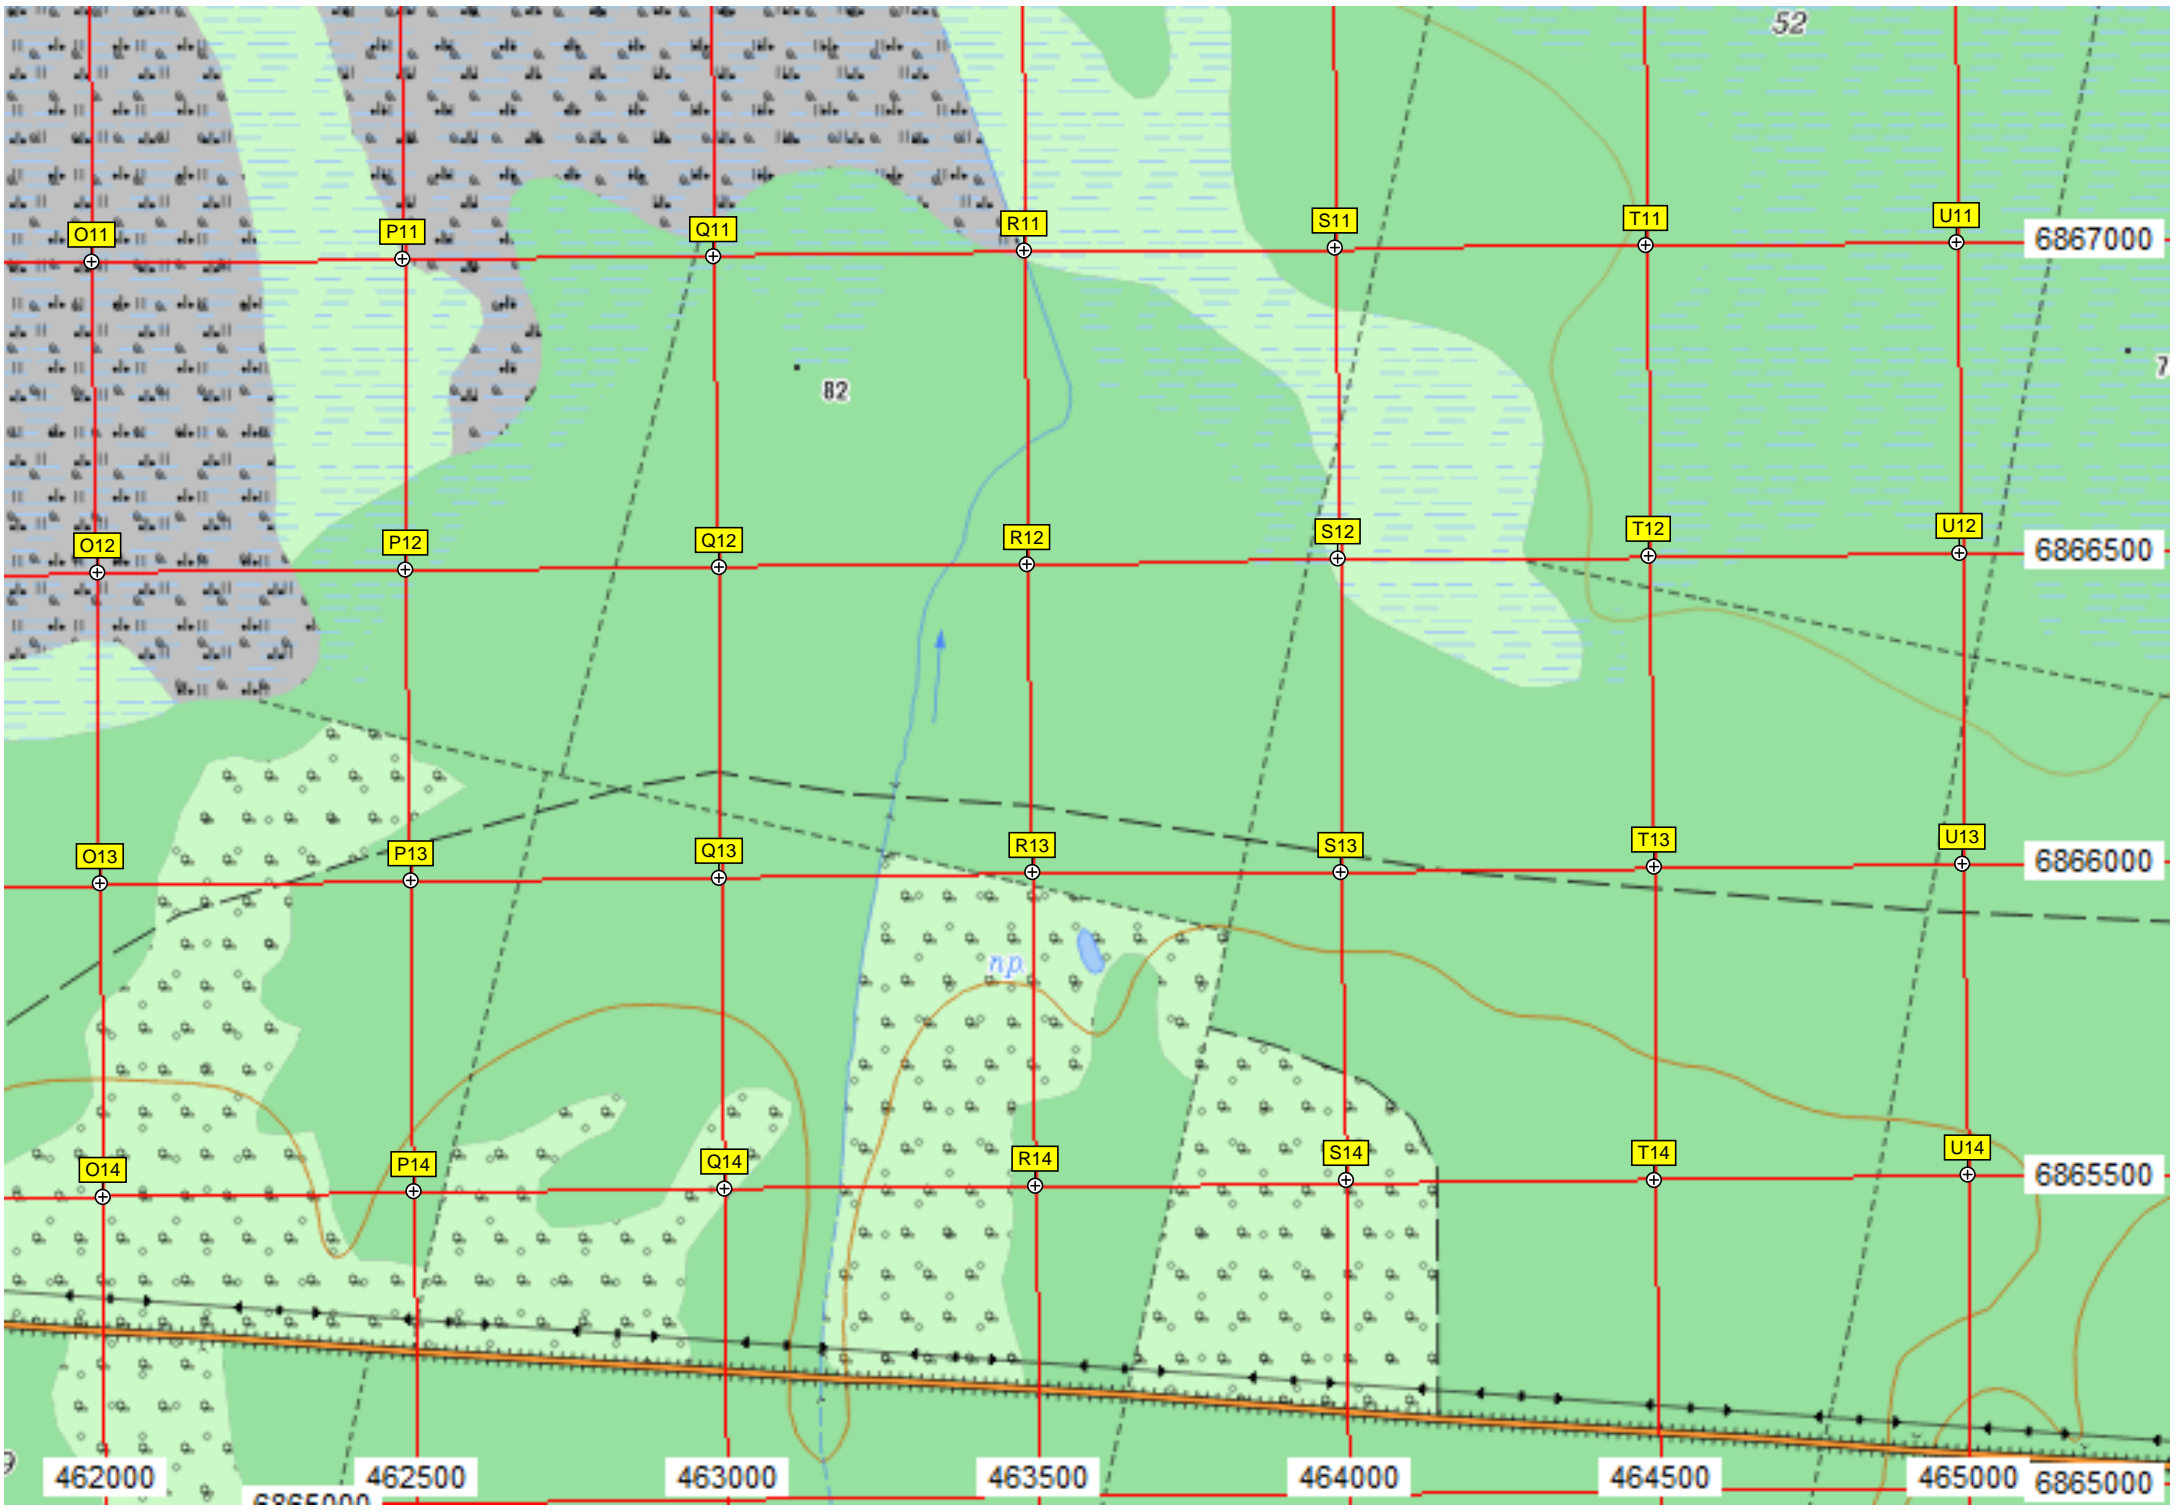 52
O11 P11 Q11 R11 S11 T11 U11
6867000
82
O12 P12 Q12 R12 S12 T12 U12
6866500
O13 P13 Q13 R13 S13 T13 U13
6866000
пр.
O14 P14 Q14 R14 S14 T14 U14
6865500
462000 462500 463000 463500 464000 464500 465000 6865000
6865000